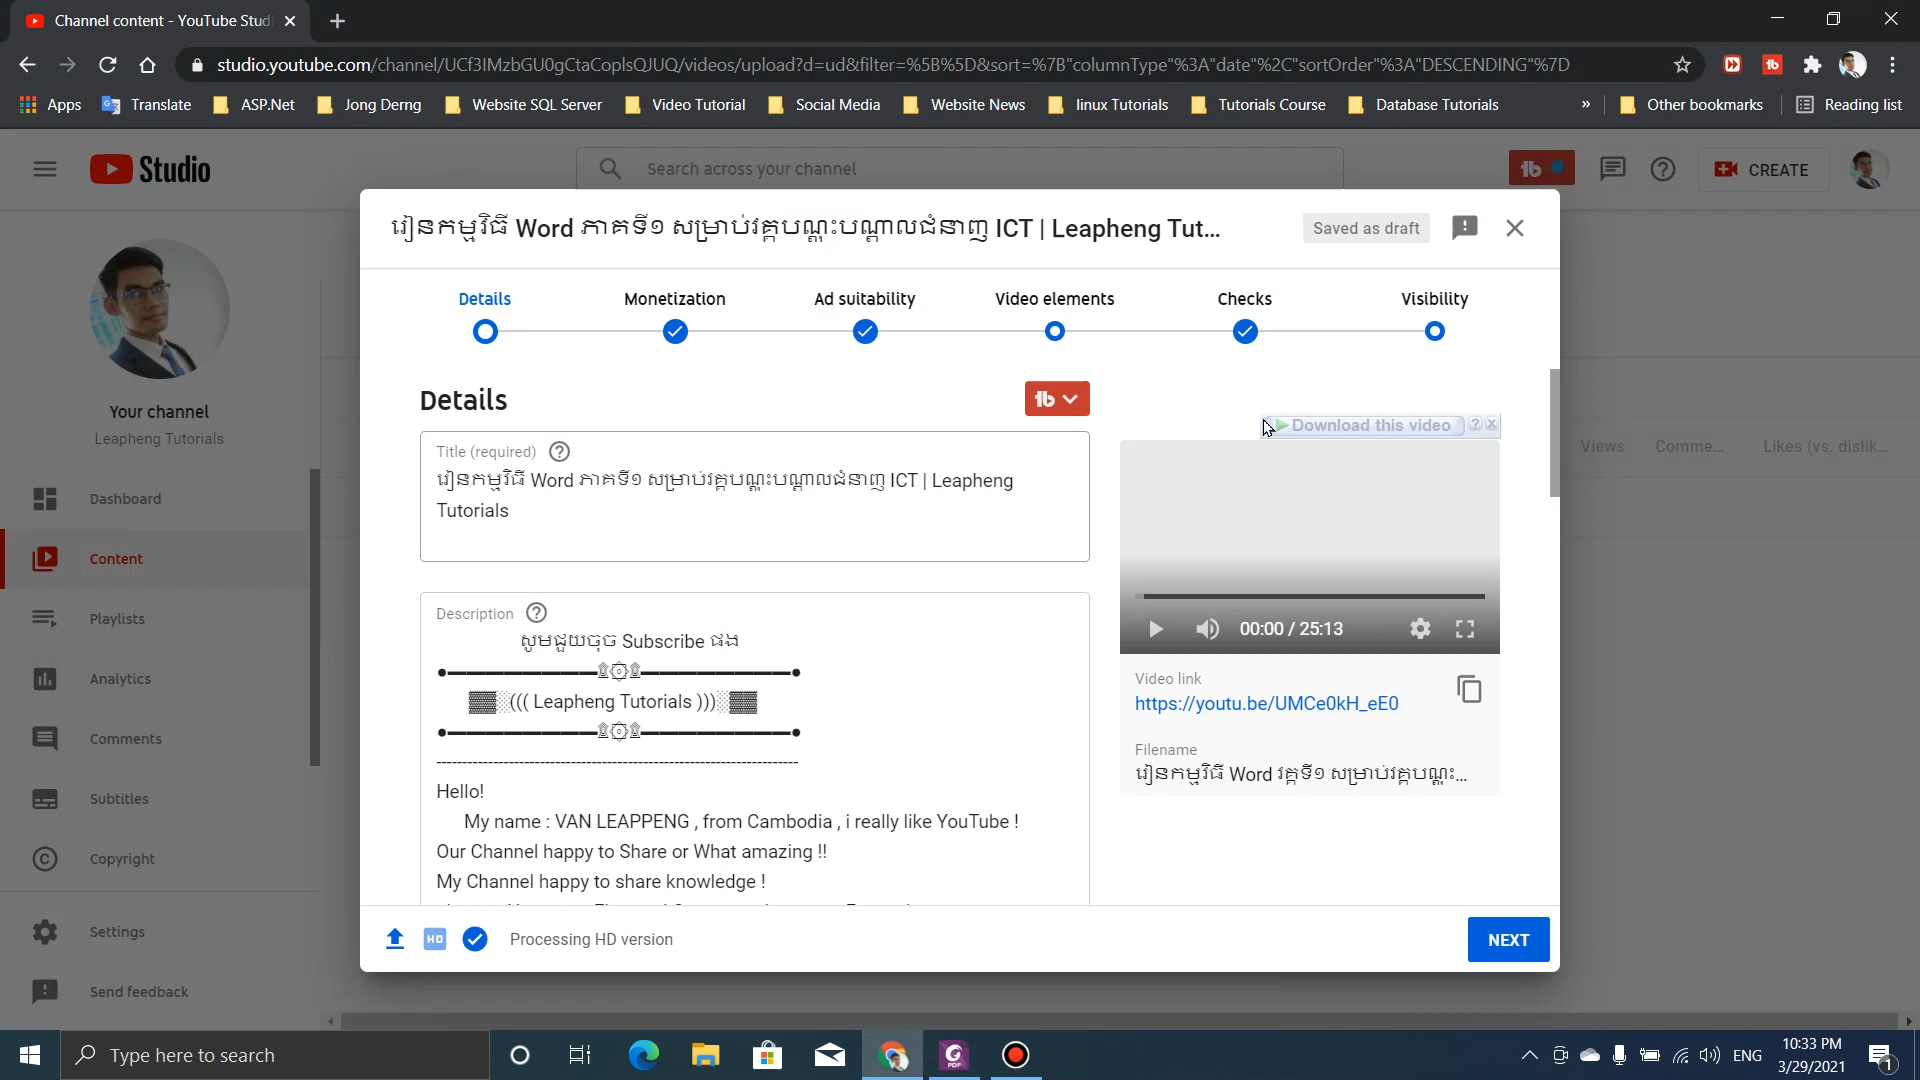 Channel content - YouTube Stud
studio.youtube.com/channel/UCf3IMzbGU0gCtaCoplsQJUQ/videos/upload?d=ud&filter=%5B%5D&sort=%7B"columnType"%3A"date"%2C"sortOrder"%3A"DESCENDING"%7D
Apps Translate ASP.Net Jong Derng Website SQL Server Video Tutorial Social Media Website News linux Tutorials Tutorials Course Database Tutorials » Other bookmarks Reading list
Studio
Search across your channel
CREATE
រៀនកម្មវិធី Word ភាគទី១ សម្រាប់វគ្គបណ្ដុះបណ្ដាលជំនាញ ICT | Leapheng Tut...
Saved as draft
Details Monetization Ad suitability Video elements Checks Visibility
Your channel
Leapheng Tutorials
Dashboard
Content
Playlists
Analytics
Comments
Subtitles
Copyright
Settings
Send feedback
Details
Title (required)
រៀនកម្មវិធី Word ភាគទី១ សម្រាប់វគ្គបណ្ដុះបណ្ដាលជំនាញ ICT | Leapheng
Tutorials
Description
សូមជួយចុច Subscribe ផង
●▬▬▬▬▬▬▬▬▬▬۩۞۩▬▬▬▬▬▬▬▬▬▬●
▓▓░((( Leapheng Tutorials )))░▓▓
●▬▬▬▬▬▬▬▬▬▬۩۞۩▬▬▬▬▬▬▬▬▬▬●
--------------------------------------------------------------------
Hello!
My name : VAN LEAPPENG , from Cambodia , i really like YouTube !
Our Channel happy to Share or What amazing !!
My Channel happy to share knowledge !
Download this video
00:00 / 25:13
Video link
https://youtu.be/UMCe0kH_eE0
Filename
រៀនកម្មវិធី Word វគ្គទី១ សម្រាប់វគ្គបណ្ដុះ...
Views Comme... Likes (vs. dislik...
HD
Processing HD version
NEXT
Type here to search
ENG
10:33 PM
3/29/2021
1